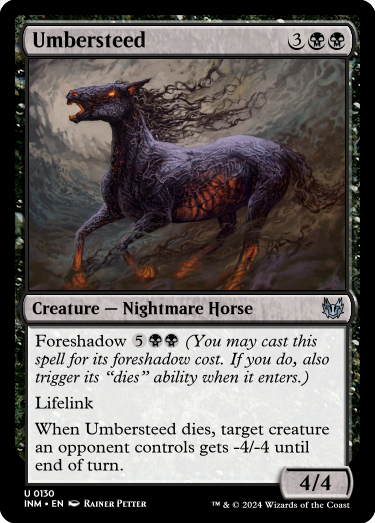 Umbersteed 3
Creature — Nightmare Horse
Foreshadow 5 (You may cast this
spell for its foreshadow cost. If you do, also
trigger its “dies” ability when it enters.)
Lifelink
When Umbersteed dies, target creature
an opponent controls gets -4/-4 until
end of turn.
4/4
U 0130
INM • EN Rainer Petter
™ & © 2024 Wizards of the Coast